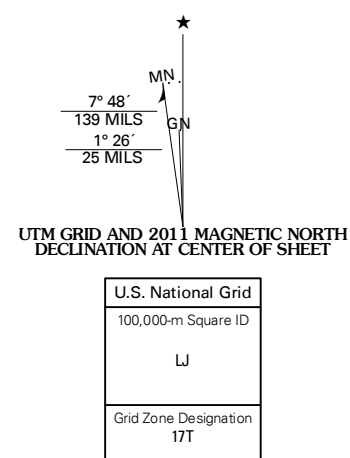 ★
MN
7° 48´
139 MILS
GN
1° 26´
25 MILS
UTM GRID AND 2011 MAGNETIC NORTH
DECLINATION AT CENTER OF SHEET
U.S. National Grid
100,000-m Square ID
LJ
Grid Zone Designation
17T